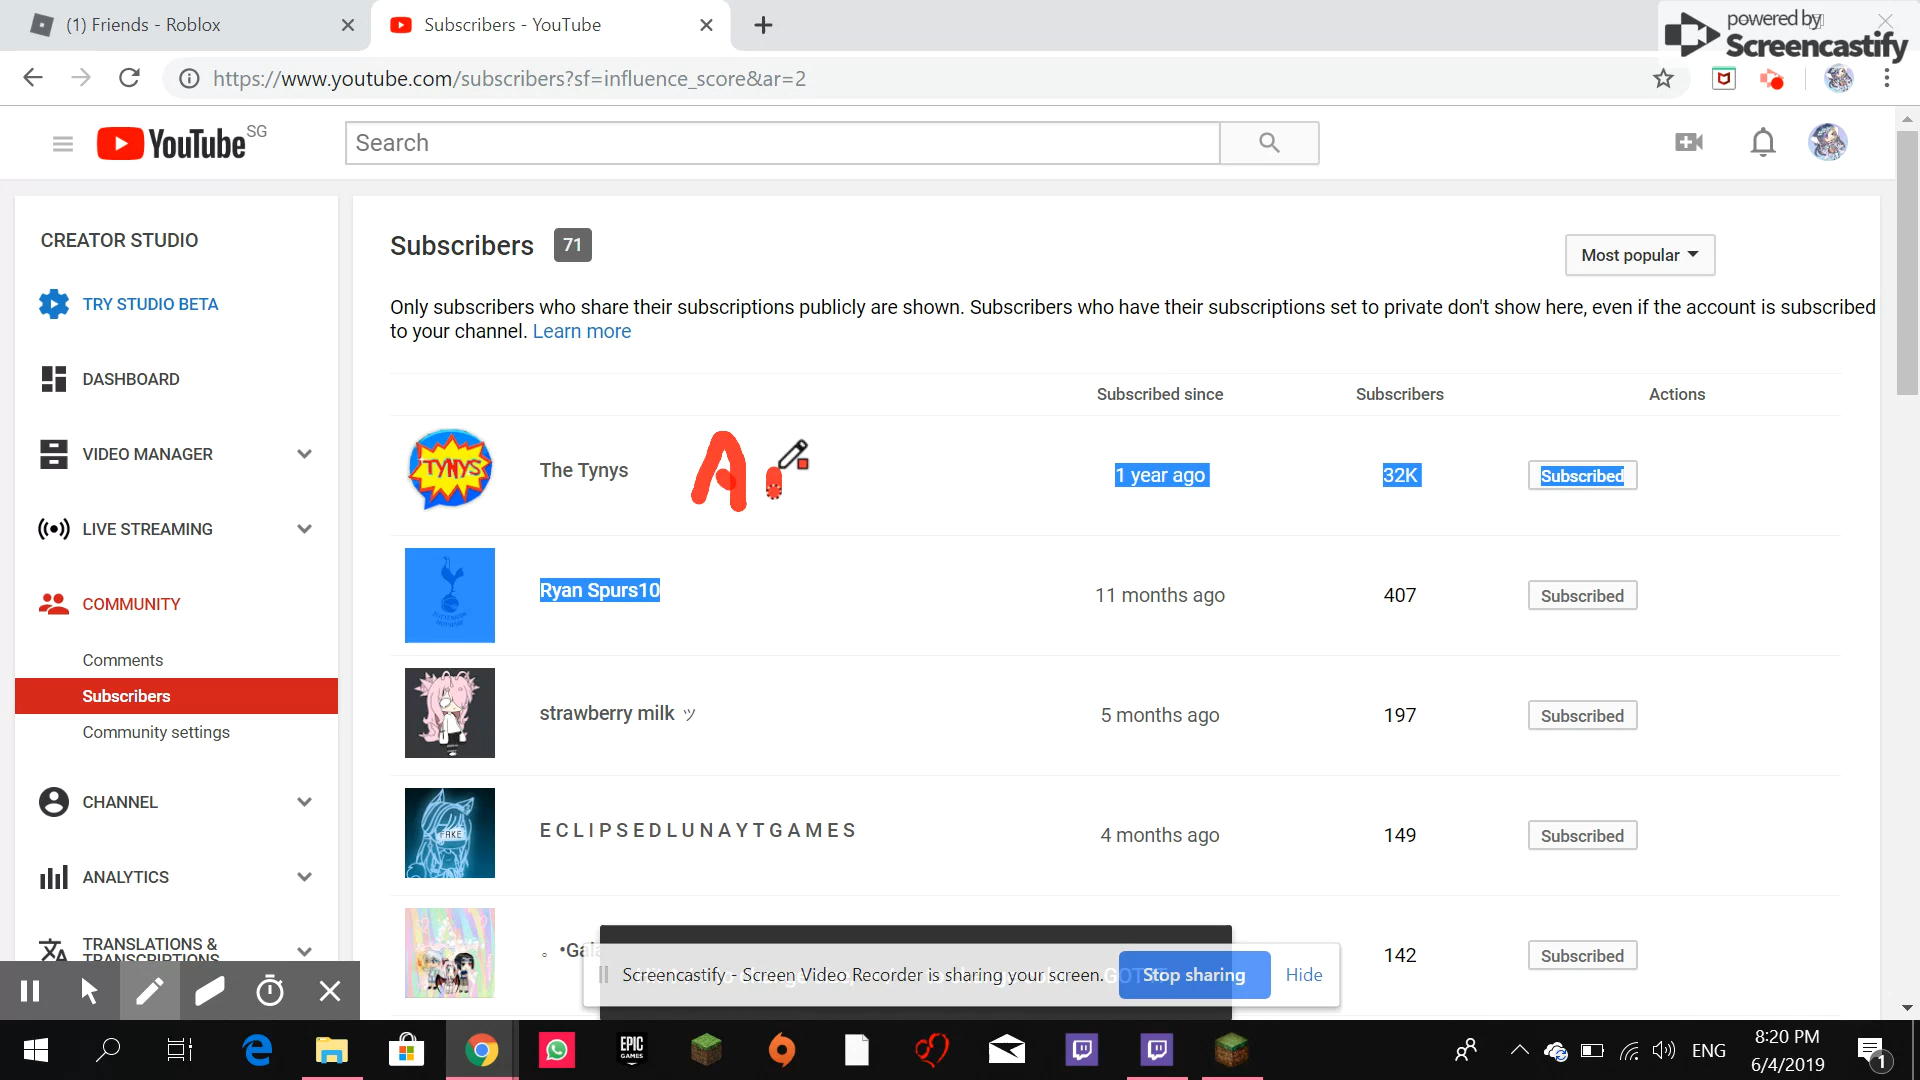 (1) Friends - Roblox
Subscribers - YouTube
powered by
Screencastify
https://www.youtube.com/subscribers?sf=influence_score&ar=2
YouTube SG
Search
CREATOR STUDIO
TRY STUDIO BETA
DASHBOARD
VIDEO MANAGER
LIVE STREAMING
COMMUNITY
Comments
Subscribers
Community settings
CHANNEL
ANALYTICS
TRANSLATIONS &
TRANSCRIPTIONS
Subscribers 71
Most popular
Only subscribers who share their subscriptions publicly are shown. Subscribers who have their subscriptions set to private don't show here, even if the account is subscribed
to your channel. Learn more
Subscribed since Subscribers Actions
TYNYS
The Tynys A 1 year ago 32K Subscribed
Ryan Spurs10 11 months ago 407 Subscribed
strawberry milk ツ 5 months ago 197 Subscribed
FAKE
E C L I P S E D L U N A Y T G A M E S 4 months ago 149 Subscribed
。•Gala 142 Subscribed
Screencastify - Screen Video Recorder is sharing your screen. Stop sharing Hide
EPIC
GAMES
ENG
8:20 PM
6/4/2019
1